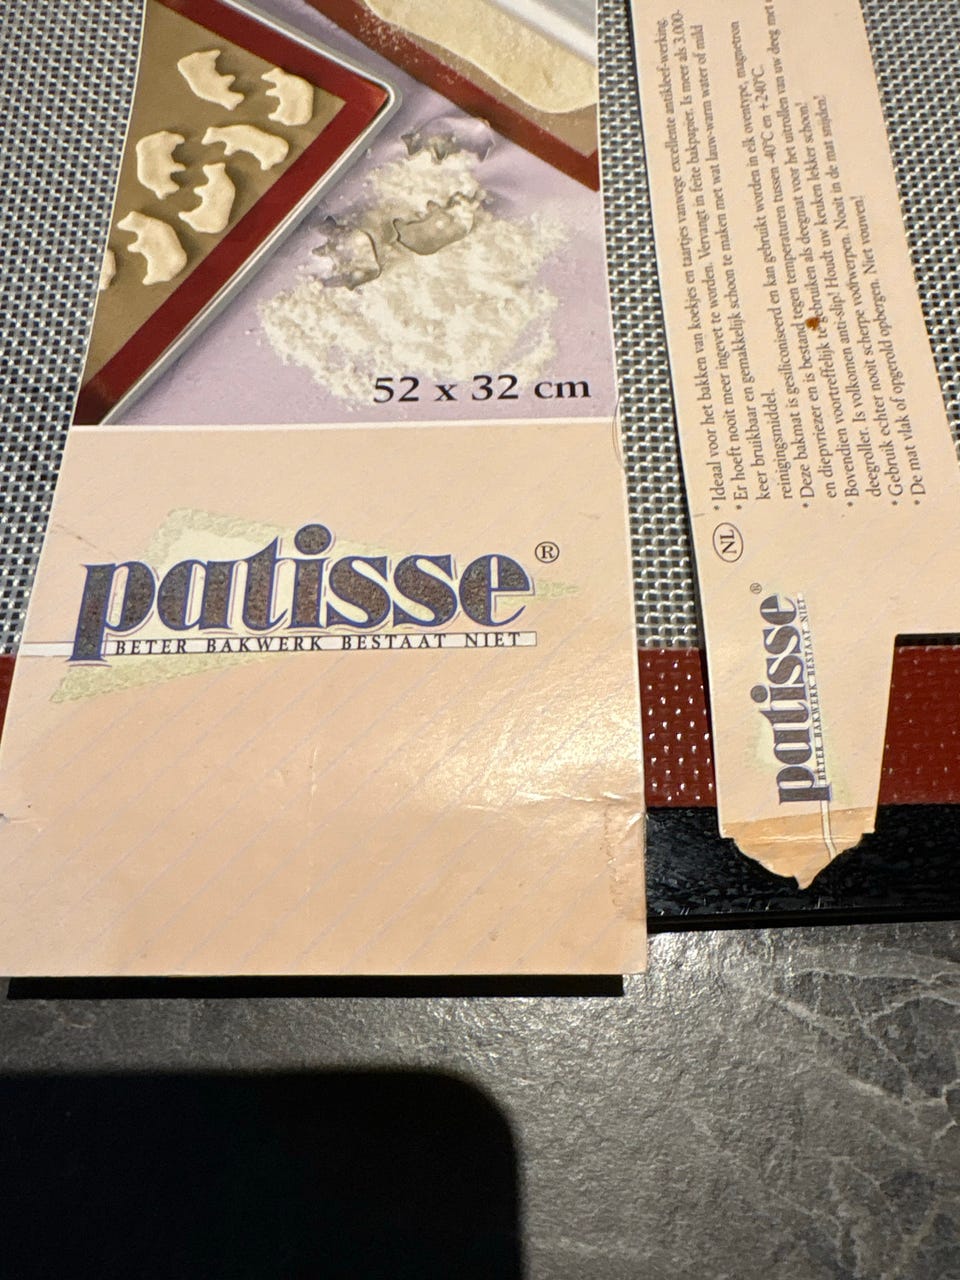 52 x 32 cm
patisse®
BETER BAKWERK BESTAAT NIET
NL
* Ideaal voor het bakken van koekjes en taartjes vanwege excellente antikleef-werking.
* Er hoeft nooit meer ingevet te worden. Vervangt in feite bakpapier. Is meer als 3.000-
keer bruikbaar en gemakkelijk schoon te maken met wat lauw-warm water of mild
reinigingsmiddel.
* Deze bakmat is gesiliconiseerd en kan gebruikt worden in elk oventype, magnetron
en diepvriezer en is bestand tegen temperaturen tussen -40°C en +240°C.
* Bovendien voortreffelijk te gebruiken als deegmat voor het uitrollen van uw deeg met
deegroller. Is volkomen anti-slip! Houdt uw keuken lekker schoon!
* Gebruik echter nooit scherpe voorwerpen. Nooit in de mat snijden!
* De mat vlak of opgerold opbergen. Niet vouwen!
patisse®
BETER BAKWERK BESTAAT NIET